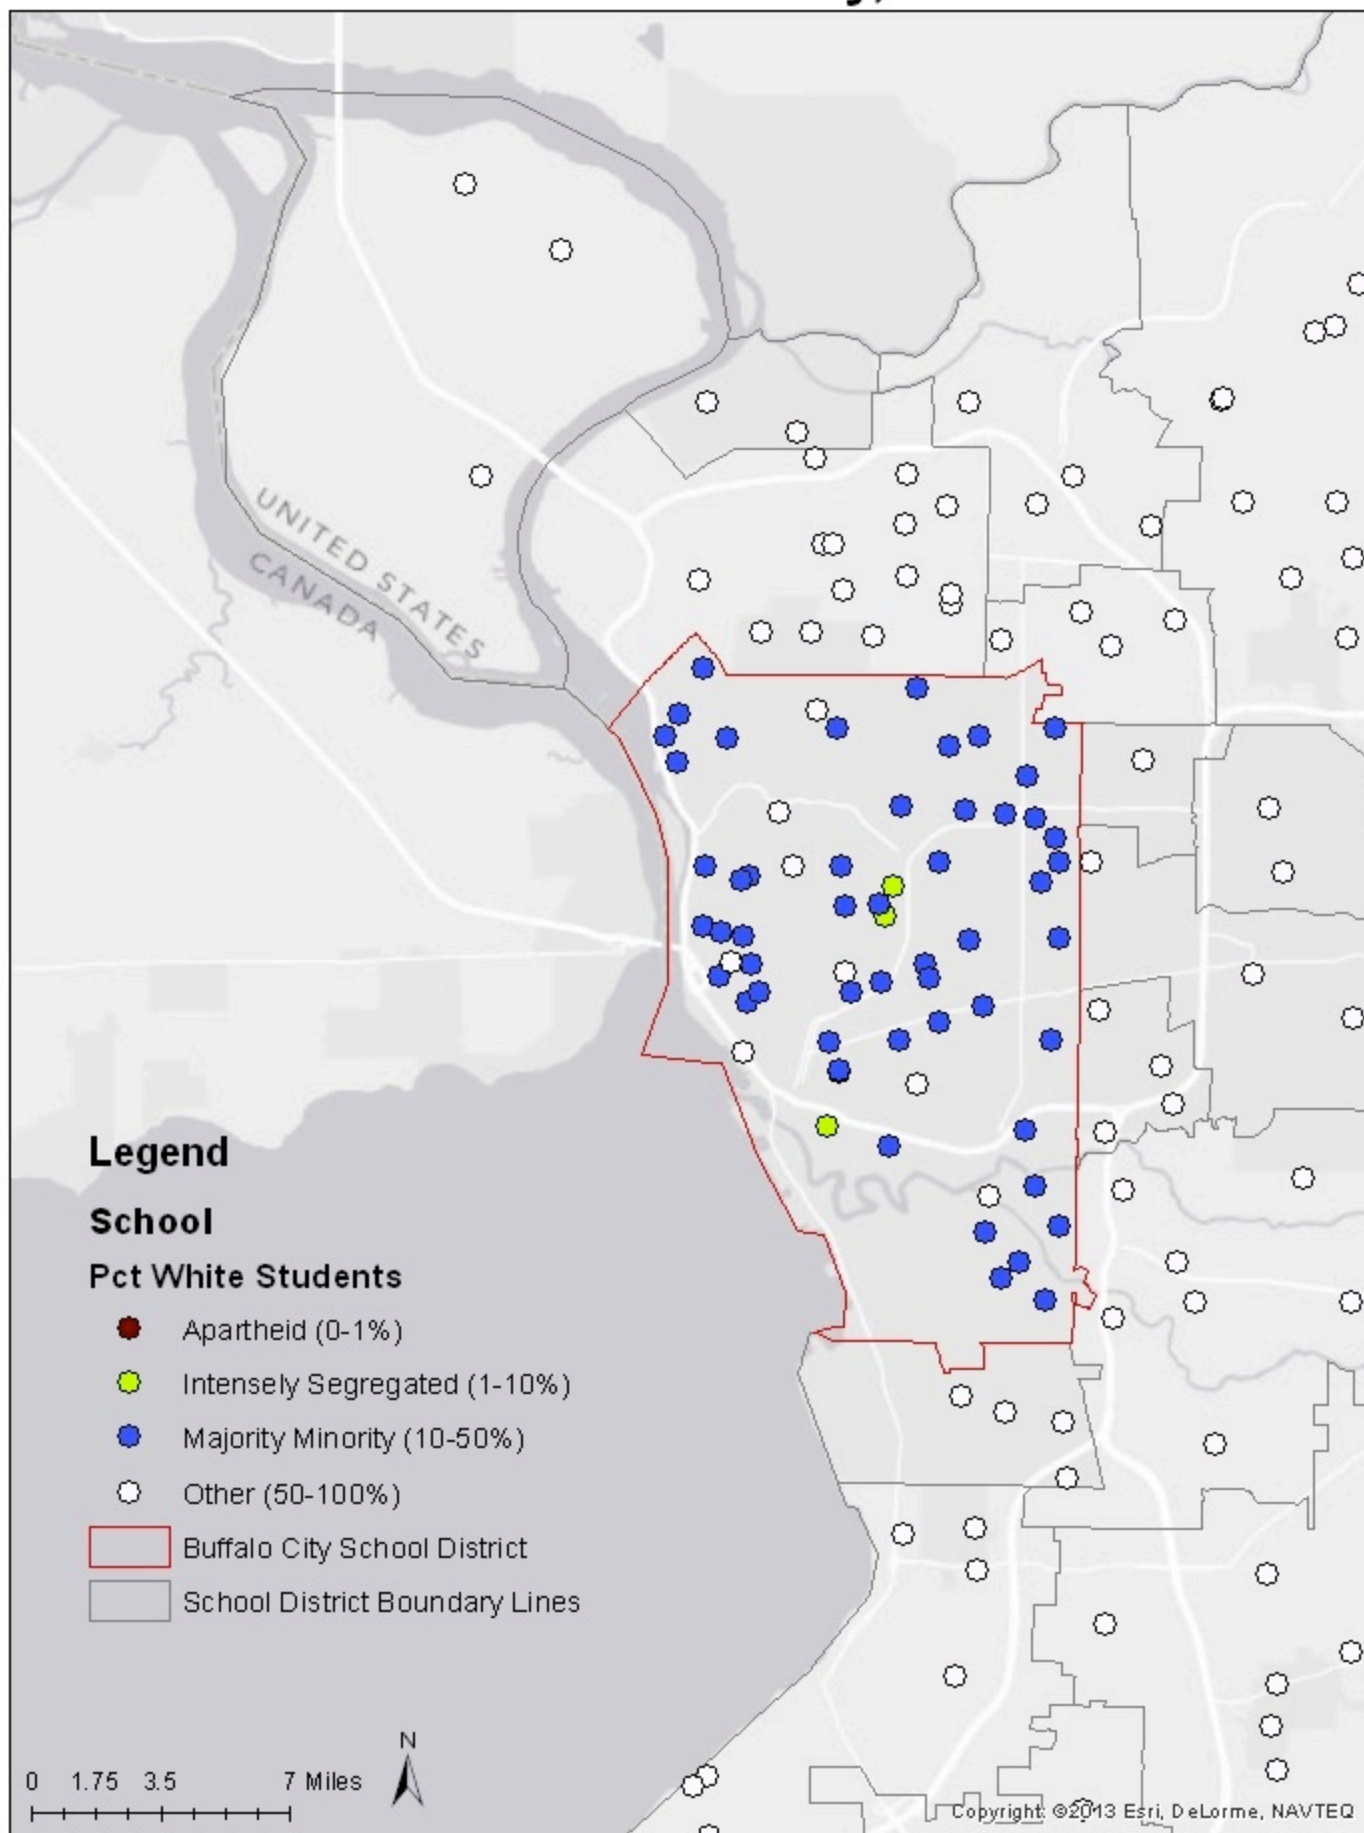 UNITED STATES
CANADA
Legend
School
Pct White Students
Apartheid (0-1%)
Intensely Segregated (1-10%)
Majority Minority (10-50%)
Other (50-100%)
Buffalo City School District
School District Boundary Lines
N
0 1.75 3.5 7 Miles
Copyright: ©2013 Esri, DeLorme, NAVTEQ